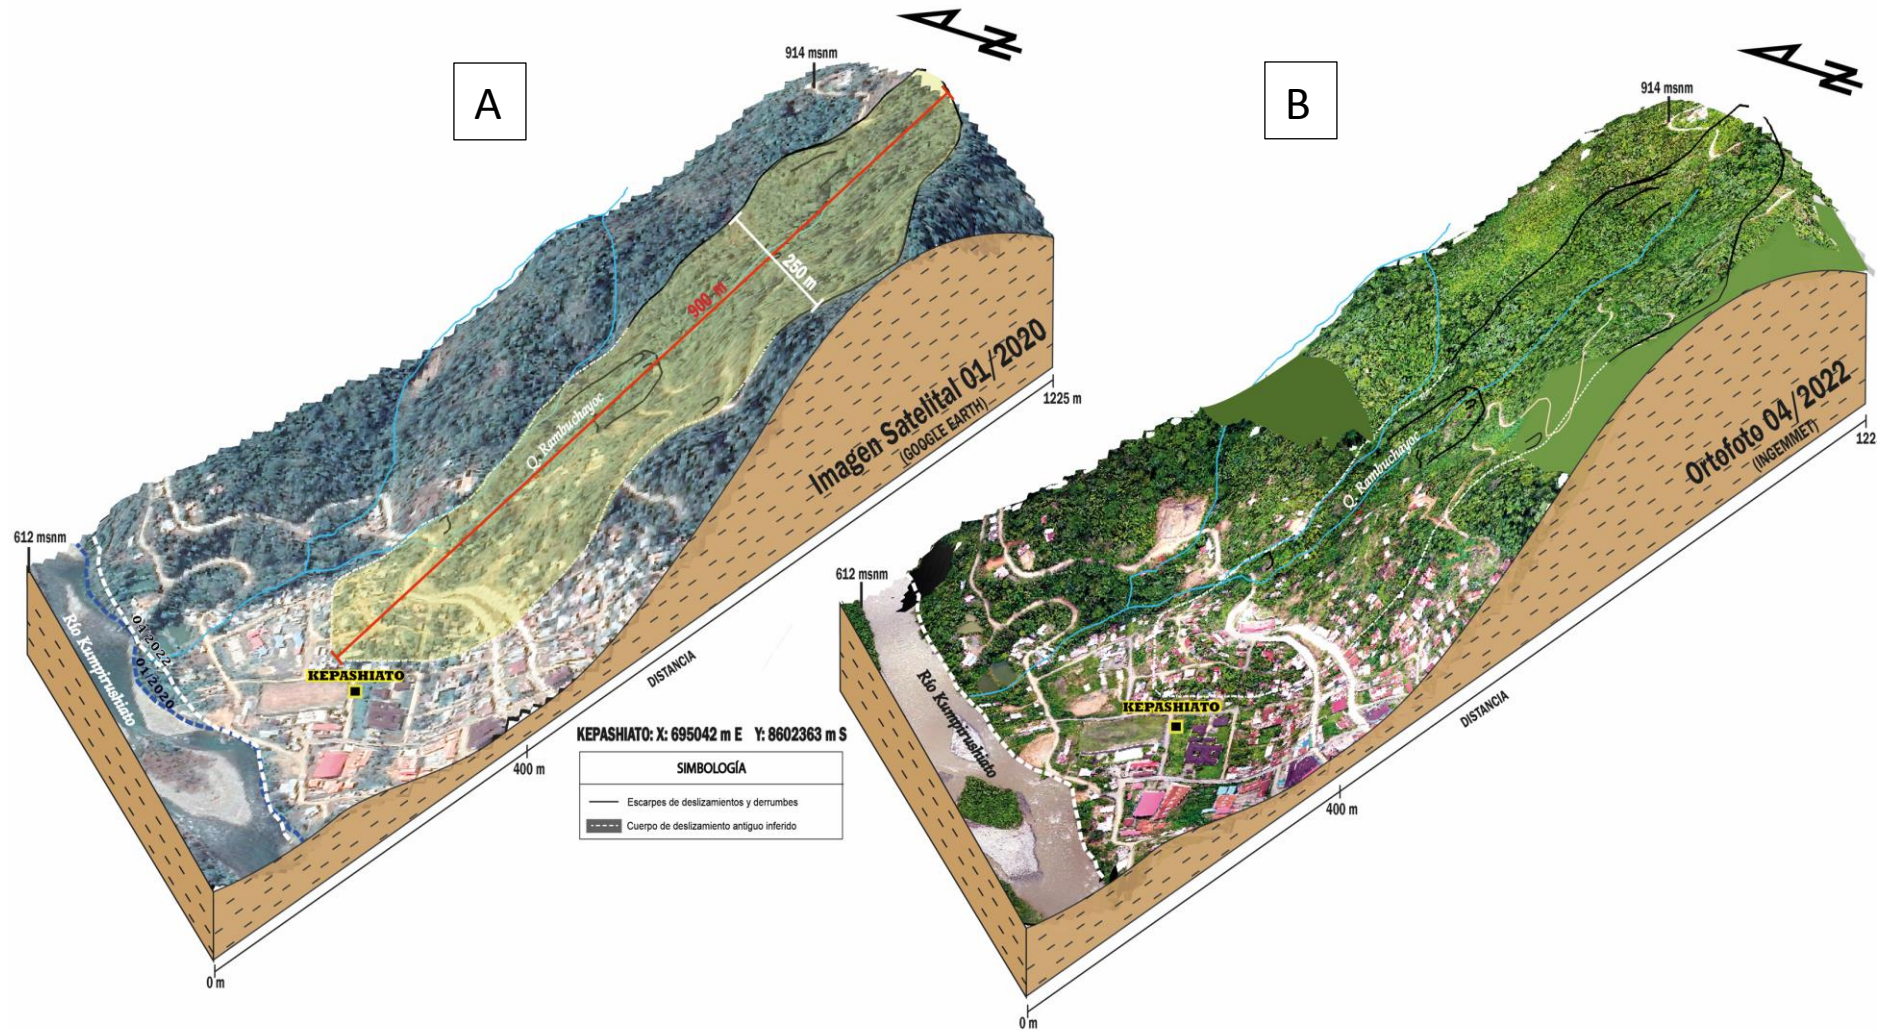 A
914 msnm
N
250 m
900 m
Q. Rambuchayoc
Imagen Satelital 01/2020
(GOOGLE EARTH)
1225 m
612 msnm
Río Kumpirushiato
04/2022
01/2020
KEPASHIATO
DISTANCIA
400 m
0 m
KEPASHIATO: X: 695042 m E Y: 8602363 m S
SIMBOLOGÍA
Escarpes de deslizamientos y derrumbes
Cuerpo de deslizamiento antiguo inferido
B
914 msnm
N
Q. Rambuchayoc
Ortofoto 04/2022
(INGEMMET)
122
612 msnm
Río Kumpirushiato
KEPASHIATO
DISTANCIA
400 m
0 m